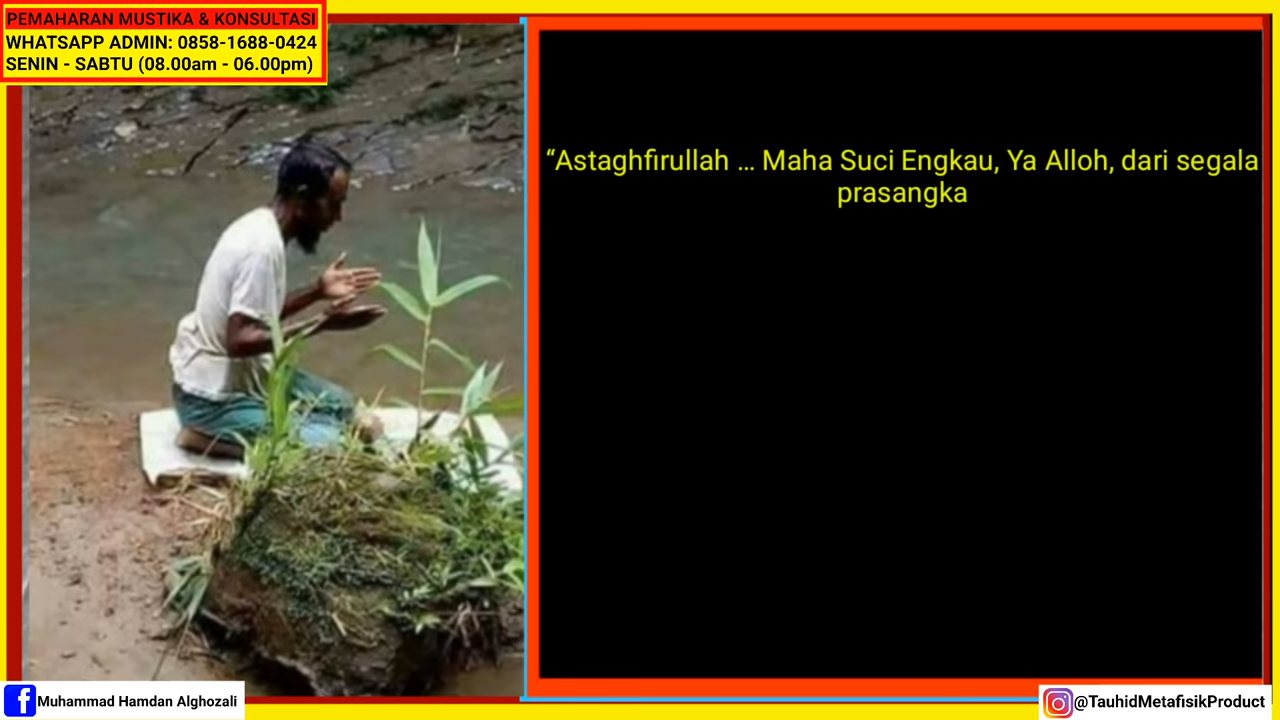 PEMAHARAN MUSTIKA & KONSULTASI
WHATSAPP ADMIN: 0858-1688-0424
SENIN - SABTU (08.00am - 06.00pm)
“Astaghfirullah ... Maha Suci Engkau, Ya Alloh, dari segala
prasangka
Muhammad Hamdan Alghozali
@TauhidMetafisikProduct